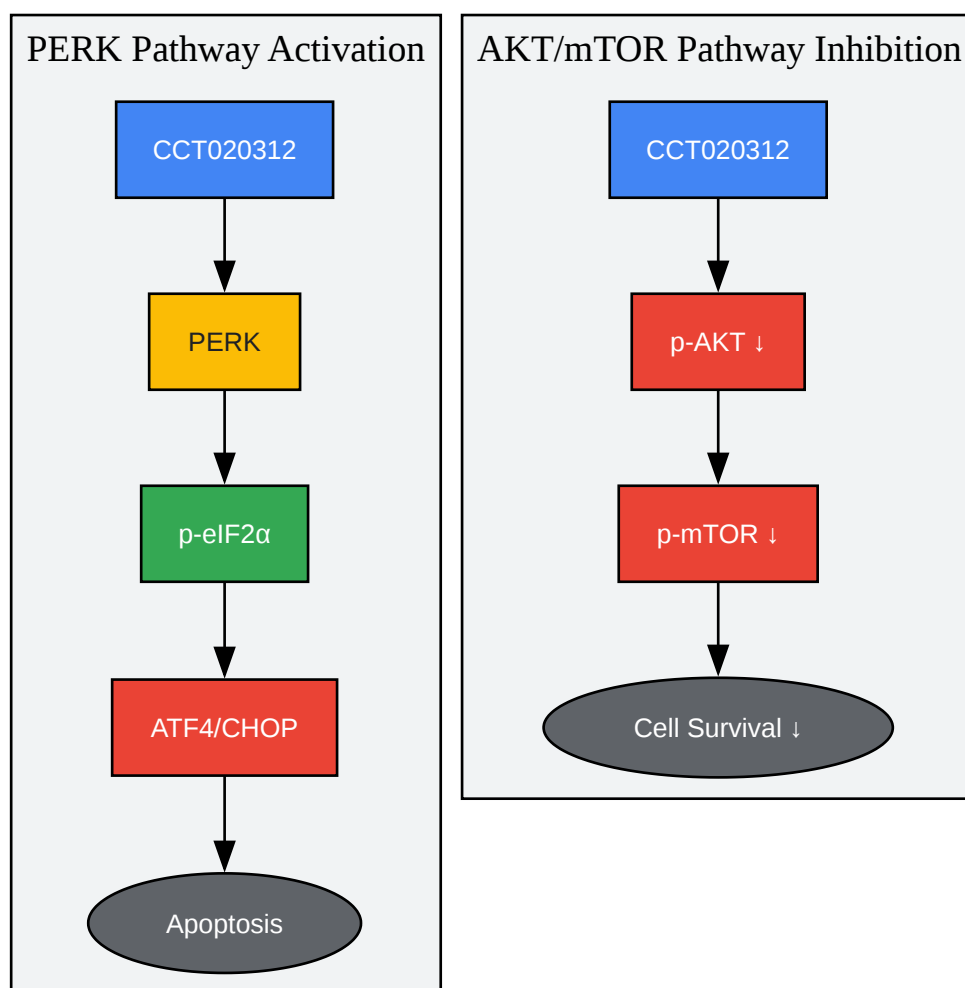 PERK Pathway Activation
CCT020312
PERK
p-eIF2α
ATF4/CHOP
Apoptosis
AKT/mTOR Pathway Inhibition
CCT020312
p-AKT ↓
p-mTOR ↓
Cell Survival ↓